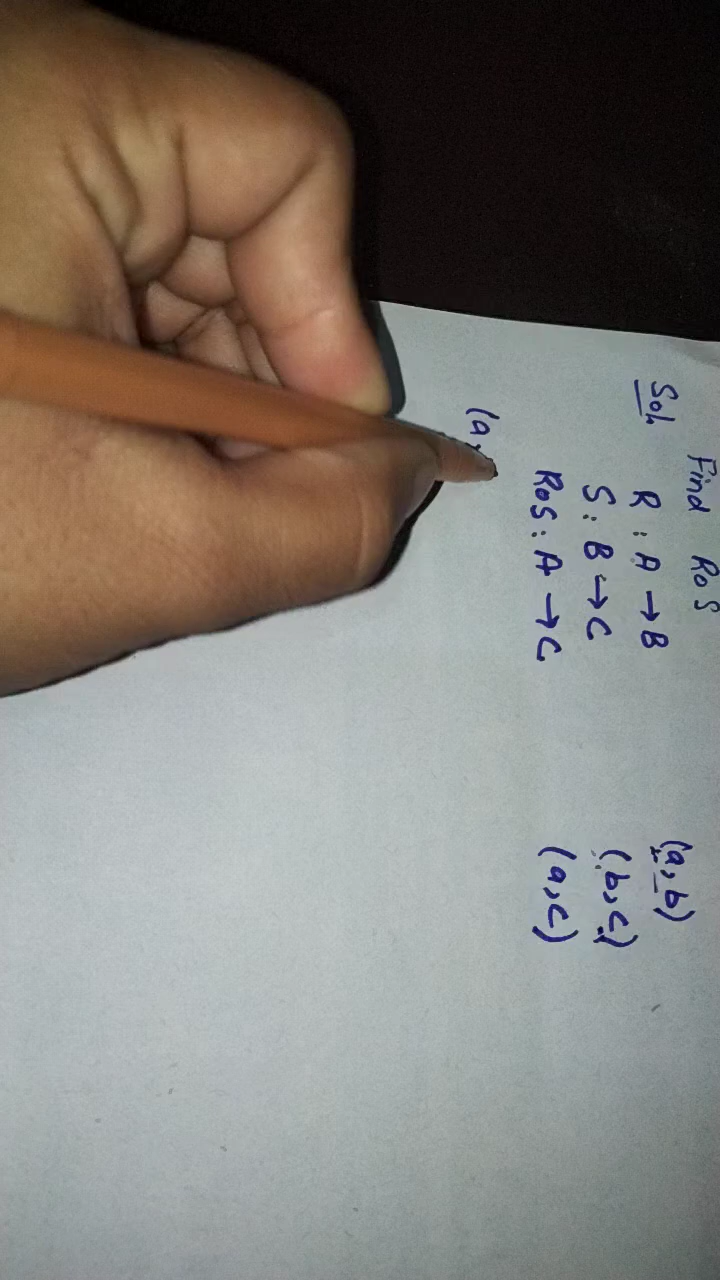 Find RoS
Sol R : A → B (a, b)
S : B → C (b, c)
RoS : A → C (a, c)
(a,